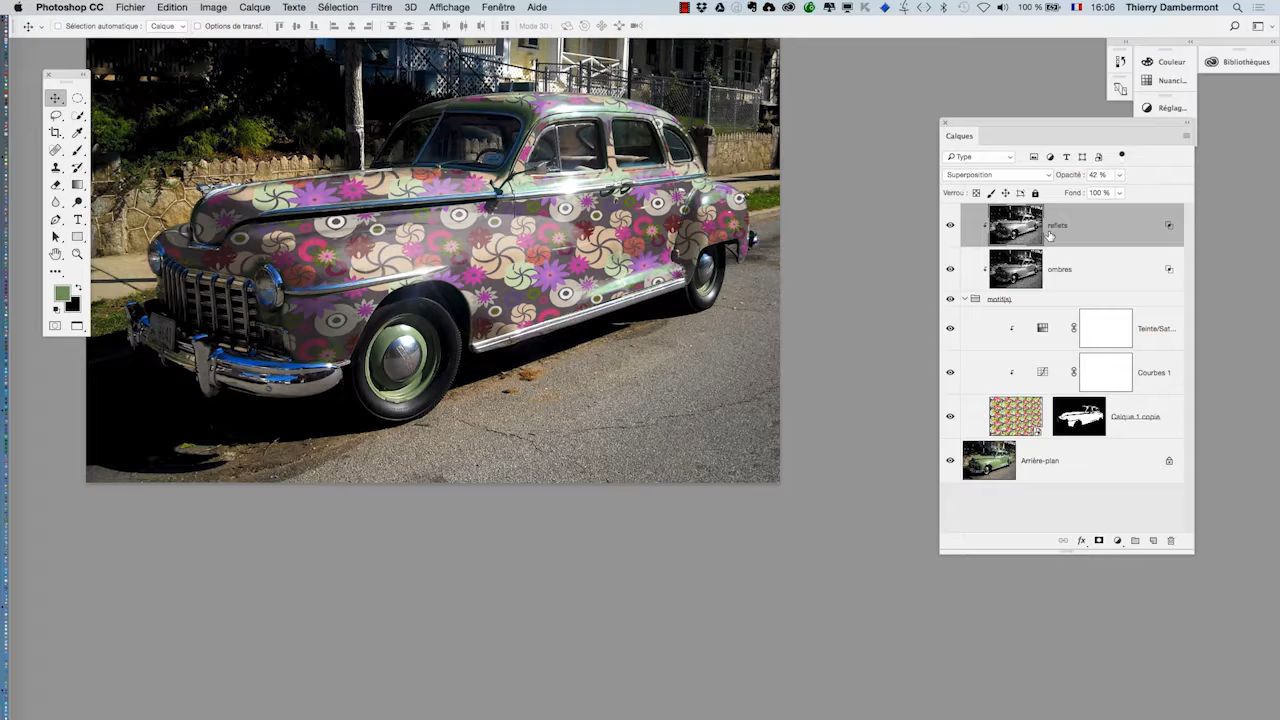 Photoshop CC Fichier Edition Image Calque Texte Sélection Filtre 3D Affichage Fenêtre Aide 100 % 16:06 Thierry Dambermont
Sélection automatique : Calque Options de transf. Mode 3D :
Couleur Bibliothèques
Nuanci...
Réglag...
Calques
Type
Superposition Opacité : 42 %
Verrou : Fond : 100 %
reflets
ombres
motif(s)
Teinte/Sat...
Courbes 1
Calque 1 copie
Arrière-plan
fx